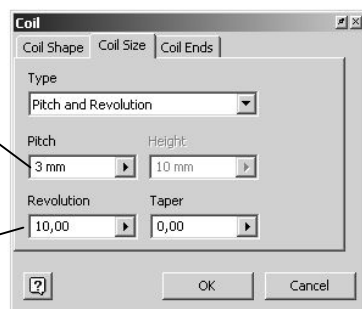 Coil
Coil Shape Coil Size Coil Ends
Type
Pitch and Revolution
Pitch Height
3 mm 10 mm
Revolution Taper
10,00 0,00
? OK Cancel